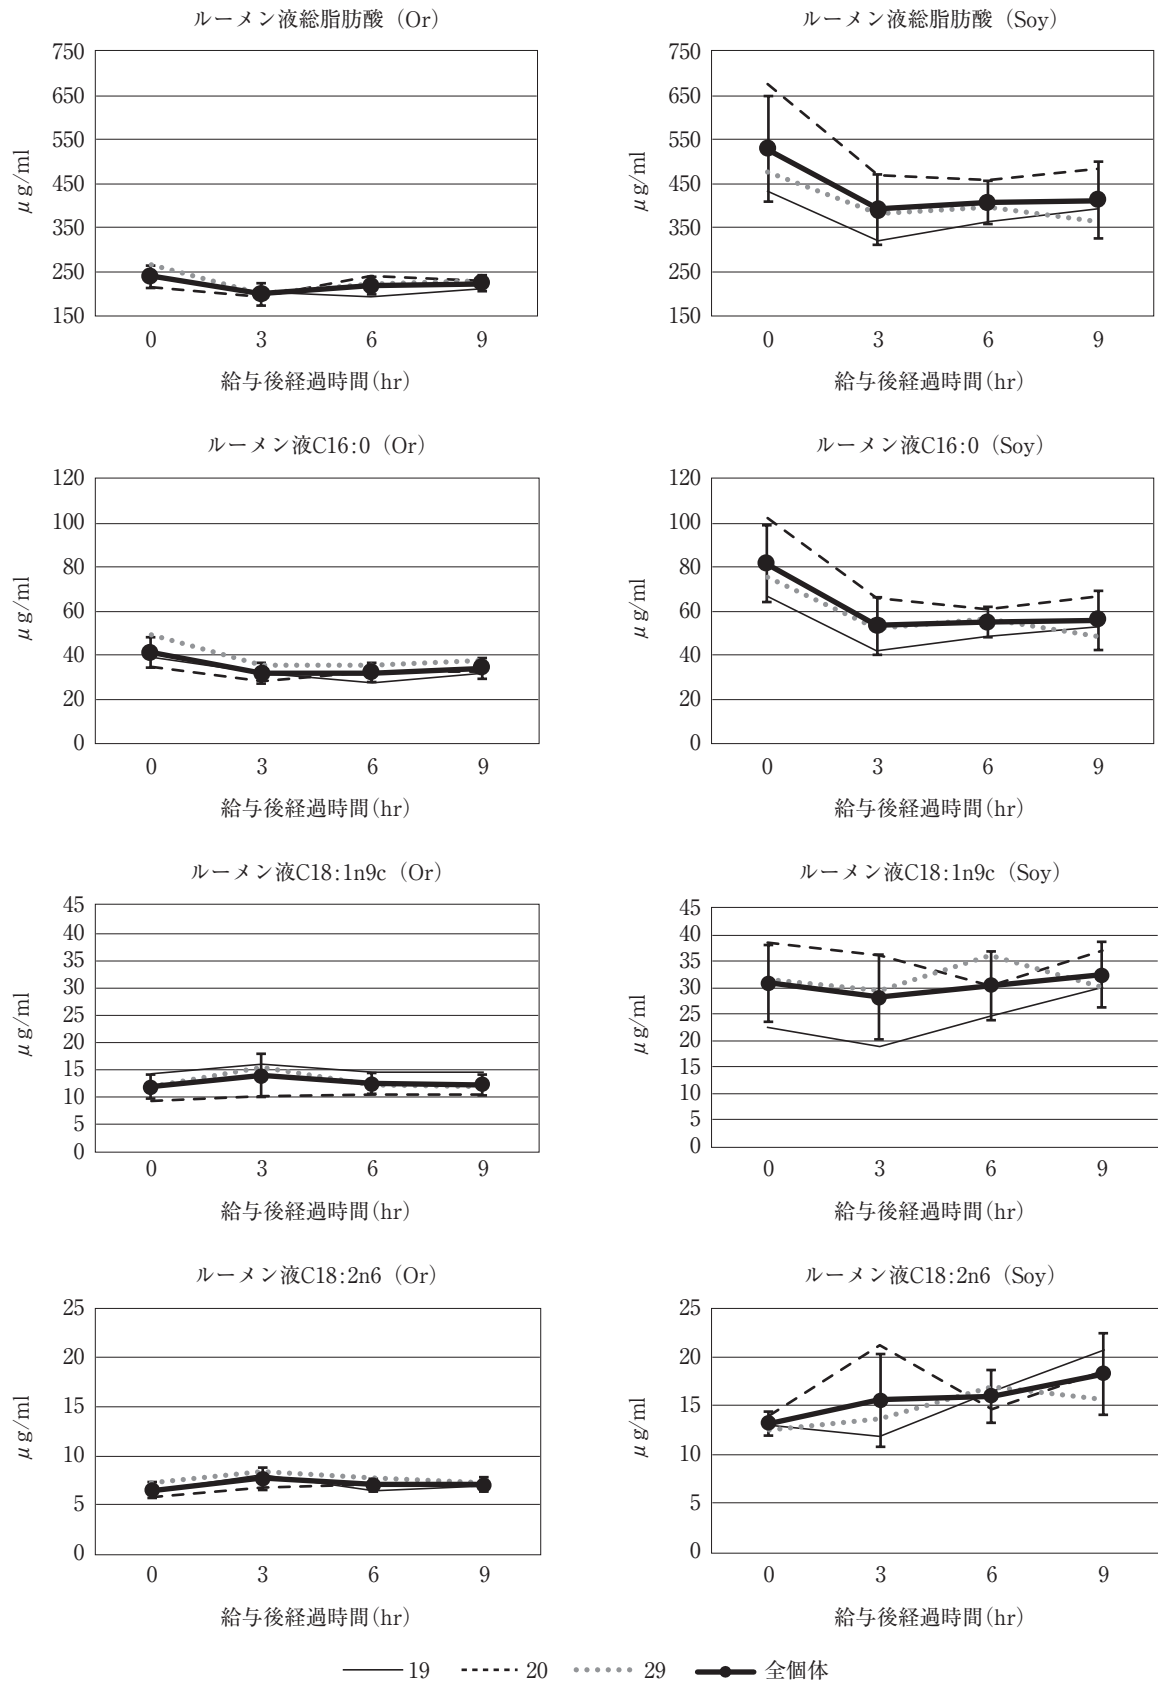 ルーメン液総脂肪酸（Or）
750
650
550
450
350
250
150
μg/ml
0 3 6 9
給与後経過時間(hr)
ルーメン液総脂肪酸（Soy）
750
650
550
450
350
250
150
μg/ml
0 3 6 9
給与後経過時間(hr)
ルーメン液C16:0（Or）
120
100
80
60
40
20
0
μg/ml
0 3 6 9
給与後経過時間(hr)
ルーメン液C16:0（Soy）
120
100
80
60
40
20
0
μg/ml
0 3 6 9
給与後経過時間(hr)
ルーメン液C18:1n9c（Or）
45
40
35
30
25
20
15
10
5
0
μg/ml
0 3 6 9
給与後経過時間(hr)
ルーメン液C18:1n9c（Soy）
45
40
35
30
25
20
15
10
5
0
μg/ml
0 3 6 9
給与後経過時間(hr)
ルーメン液C18:2n6（Or）
25
20
15
10
5
0
μg/ml
0 3 6 9
給与後経過時間(hr)
ルーメン液C18:2n6（Soy）
25
20
15
10
5
0
μg/ml
0 3 6 9
給与後経過時間(hr)
19 20 29 全個体